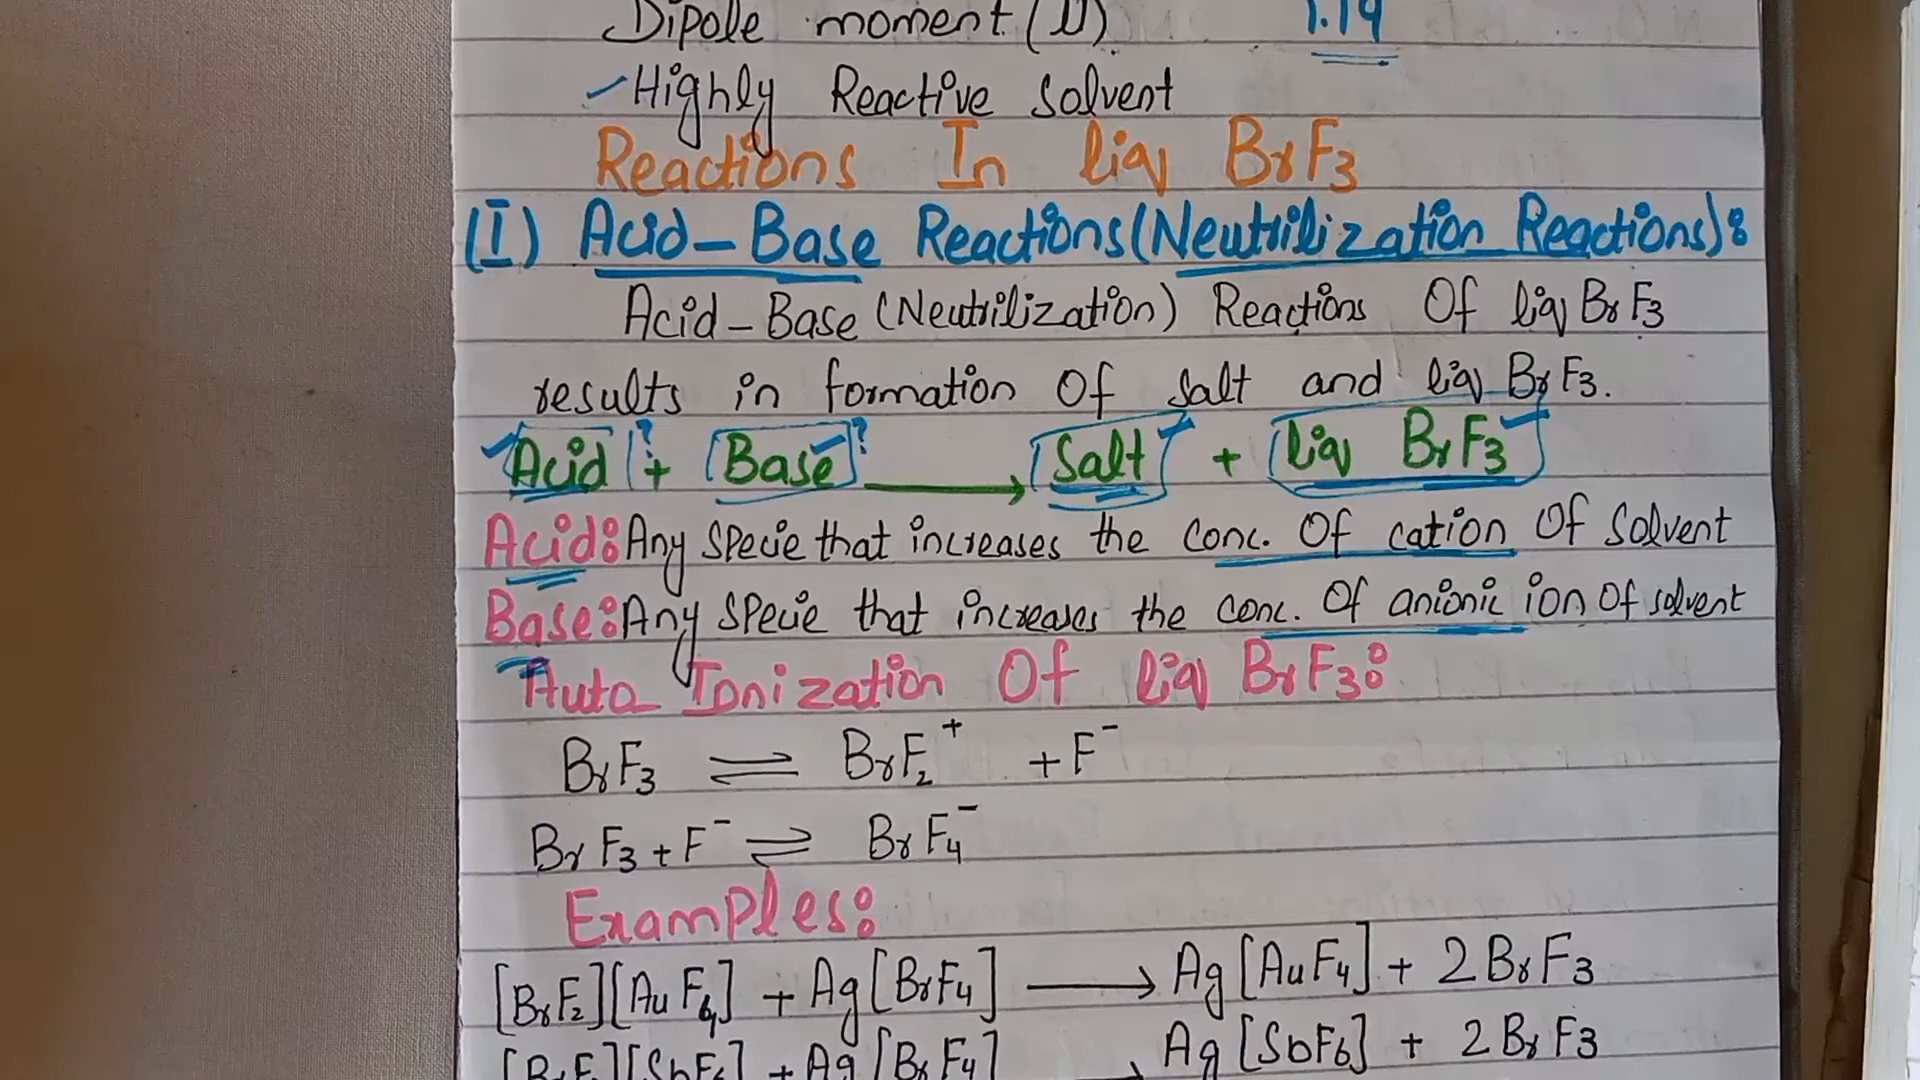 Dipole moment (D) 1.19
Highly Reactive Solvent
Reactions In liq BrF3
(I) Acid-Base Reactions(Neutrilization Reactions):
Acid-Base (Neutrilization) Reactions Of liq BrF3
results in formation Of Salt and liq BrF3.
Acid ? + Base ? ⟶ Salt + liq BrF3
Acid: Any specie that increases the conc. Of cation Of Solvent
Base: Any specie that increases the conc. Of anionic ion Of solvent
Auto Ionization Of liq BrF3:
BrF3 ⇌ BrF₂⁺ + F⁻
BrF3 + F⁻ ⇌ BrF₄⁻
Examples:
[BrF₂][AuF₄] + Ag[BrF₄] ⟶ Ag[AuF₄] + 2BrF3
[BrF₂][SbF₆] + Ag[BrF₄] ⟶ Ag[SbF₆] + 2BrF3